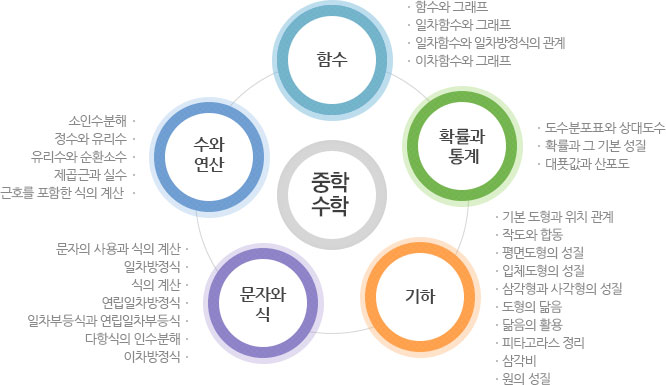 함수
· 함수와 그래프
· 일차함수와 그래프
· 일차함수와 일차방정식의 관계
· 이차함수와 그래프
확률과
통계
· 도수분포표와 상대도수
· 확률과 그 기본 성질
· 대푯값과 산포도
수와
연산
소인수분해 ·
정수와 유리수 ·
유리수와 순환소수 ·
제곱근과 실수 ·
근호를 포함한 식의 계산 ·
중학
수학
문자와
식
문자의 사용과 식의 계산 ·
일차방정식 ·
식의 계산 ·
연립일차방정식 ·
일차부등식과 연립일차부등식 ·
다항식의 인수분해 ·
이차방정식 ·
기하
· 기본 도형과 위치 관계
· 작도와 합동
· 평면도형의 성질
· 입체도형의 성질
· 삼각형과 사각형의 성질
· 도형의 닮음
· 닮음의 활용
· 피타고라스 정리
· 삼각비
· 원의 성질